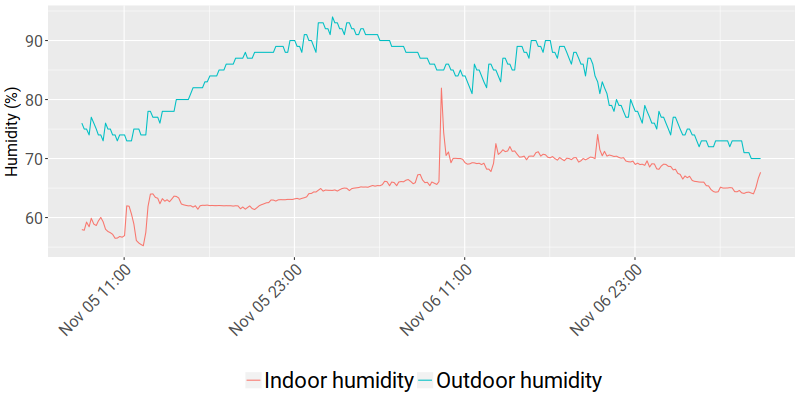 Humidity (%)
90
80
70
60
Nov 05 11:00
Nov 05 23:00
Nov 06 11:00
Nov 06 23:00
Indoor humidity Outdoor humidity